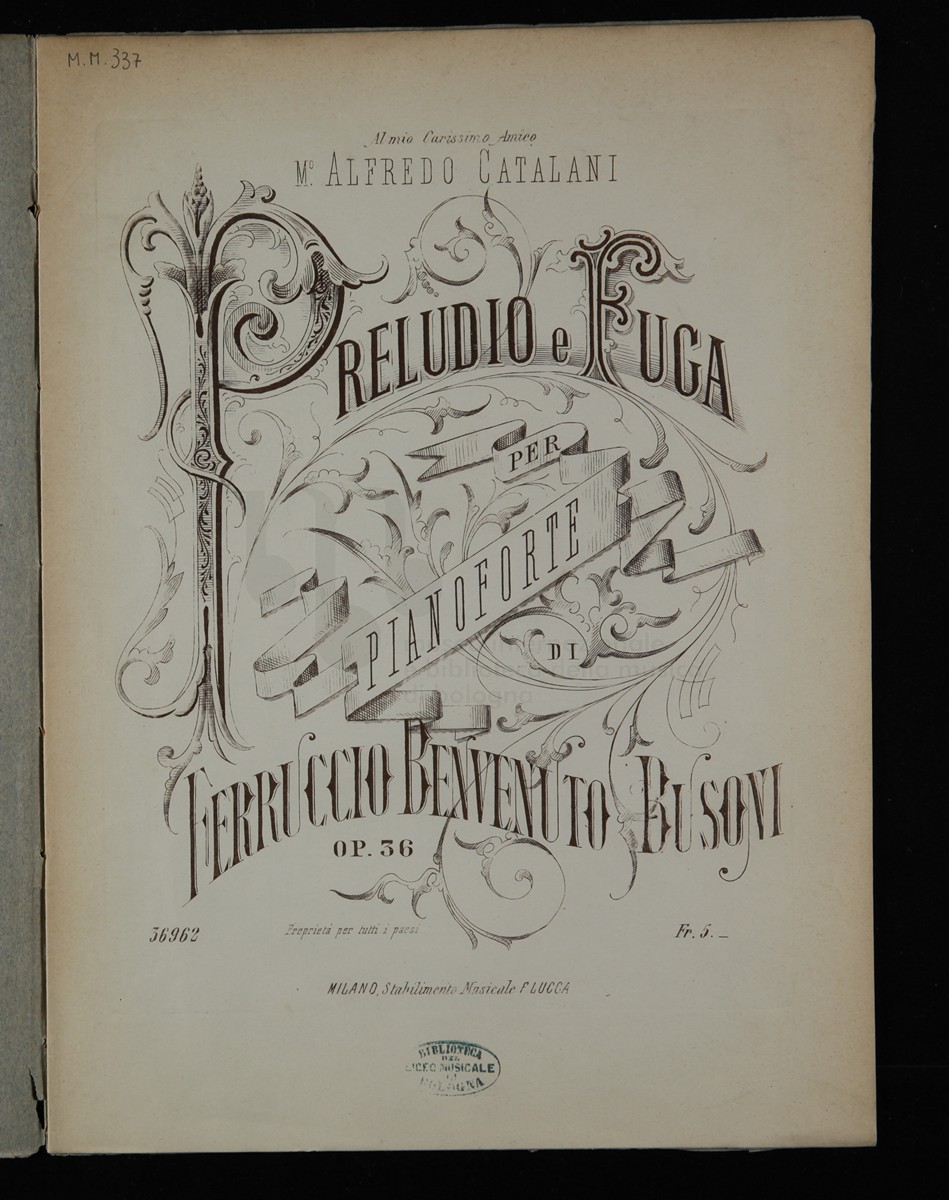 M.M. 337
Al mio Carissimo Amico
Mo. ALFREDO CATALANI
PRELUDIO e FUGA
PER
PIANOFORTE
DI
FERRUCCIO BENVENUTO BUSONI
OP. 36
36962 Proprietà per tutti i paesi Fr. 5._
MILANO, Stabilimento Musicale F. LUCCA
BIBLIOTECA
DEL
LICEO MUSICALE
DI
BOLOGNA